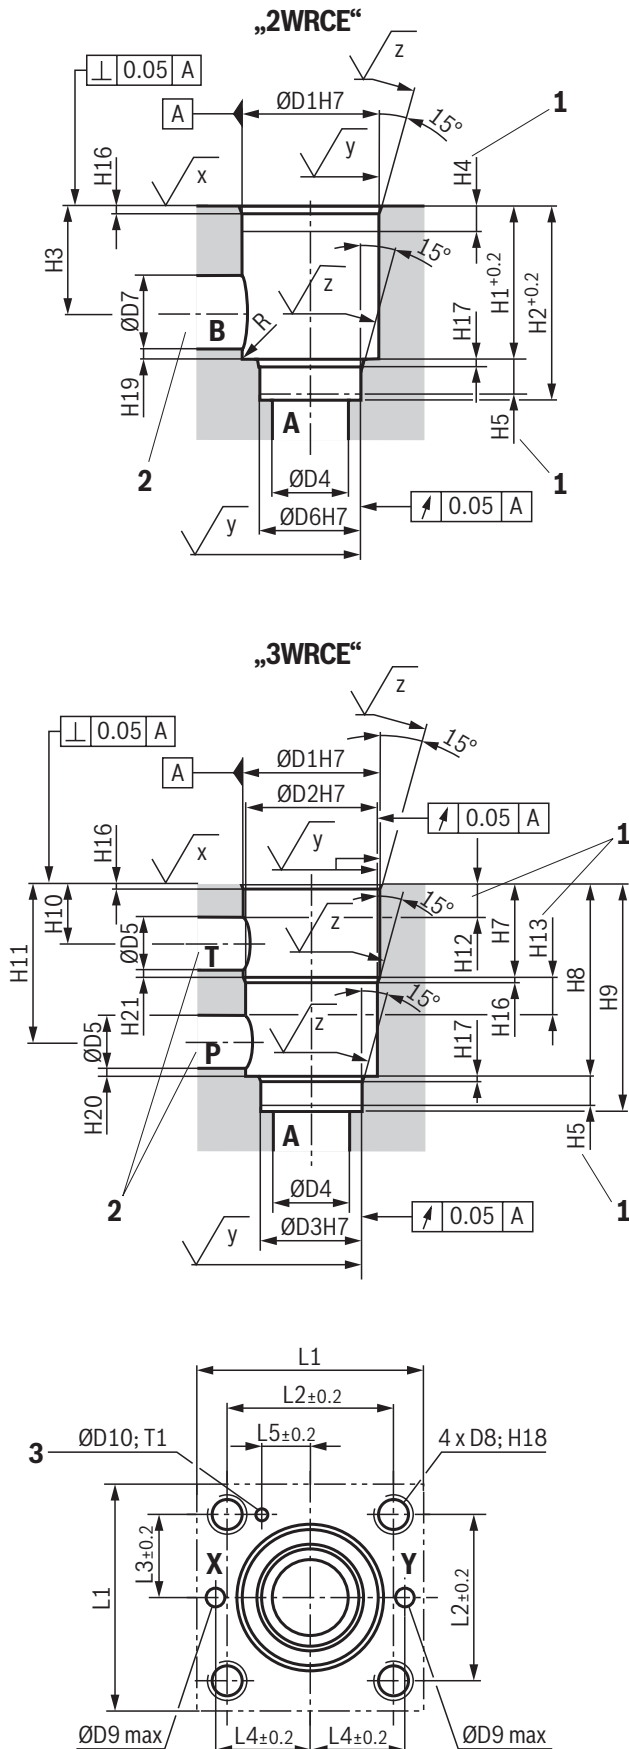 „2WRCE“
z
⊥ 0.05 A
A
ØD1H7
1
15°
H16
x
y
H4
H3
15°
ØD7
z
H1+0.2
H2+0.2
B
R
H17
H19
A
H5
2
ØD4
1
ØD6H7
0.05 A
y
„3WRCE“
z
⊥ 0.05 A
15°
A
ØD1H7
ØD2H7
0.05 A
H16
x
y
1
H10
15°
H11
ØD5
T
z
H12
H7
H13
H8
H9
H21
15°
ØD5
P
z
H17
H16
H20
A
H5
2
ØD4
1
ØD3H7
0.05 A
y
L1
L2±0.2
3
ØD10; T1
L5±0.2
4 x D8; H18
L3±0.2
X
Y
L1
L2±0.2
ØD9 max
L4±0.2
L4±0.2
ØD9 max